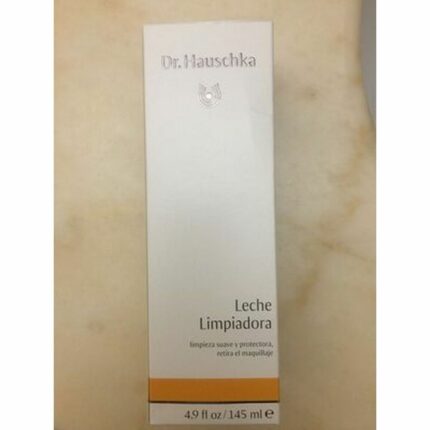 Dr. Hauschka
Leche
Limpiadora
limpieza suave y protectora,
retira el maquillaje
4.9 fl oz / 145 ml ℮